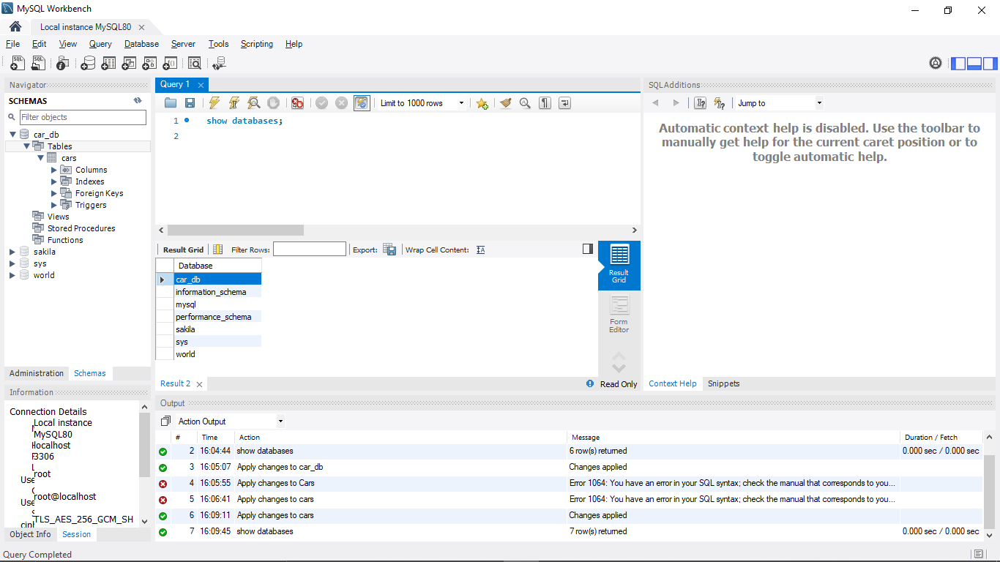 MySQL Workbench
Local instance MySQL80
File Edit View Query Database Server Tools Scripting Help
Navigator
SCHEMAS
Filter objects
car_db
Tables
cars
Columns
Indexes
Foreign Keys
Triggers
Views
Stored Procedures
Functions
sakila
sys
world
Administration Schemas
Information
Connection Details
Local instance
MySQL80
localhost
3306
root
Use
root@localhost
Use
TLS_AES_256_GCM_SH
Object Info Session
Query 1
Limit to 1000 rows
1 show databases;
2
Result Grid Filter Rows: Export: Wrap Cell Content:
Database
car_db
information_schema
mysql
performance_schema
sakila
sys
world
Result Grid
Form Editor
Result 2
Read Only
SQLAdditions
Jump to
Automatic context help is disabled. Use the toolbar to
manually get help for the current caret position or to
toggle automatic help.
Context Help Snippets
Output
Action Output
# Time Action Message Duration / Fetch
2 16:04:44 show databases 6 row(s) returned 0.000 sec / 0.000 sec
3 16:05:07 Apply changes to car_db Changes applied
4 16:05:55 Apply changes to Cars Error 1064: You have an error in your SQL syntax; check the manual that corresponds to you...
5 16:06:41 Apply changes to cars Error 1064: You have an error in your SQL syntax; check the manual that corresponds to you...
6 16:09:11 Apply changes to cars Changes applied
7 16:09:45 show databases 7 row(s) returned 0.000 sec / 0.000 sec
Query Completed